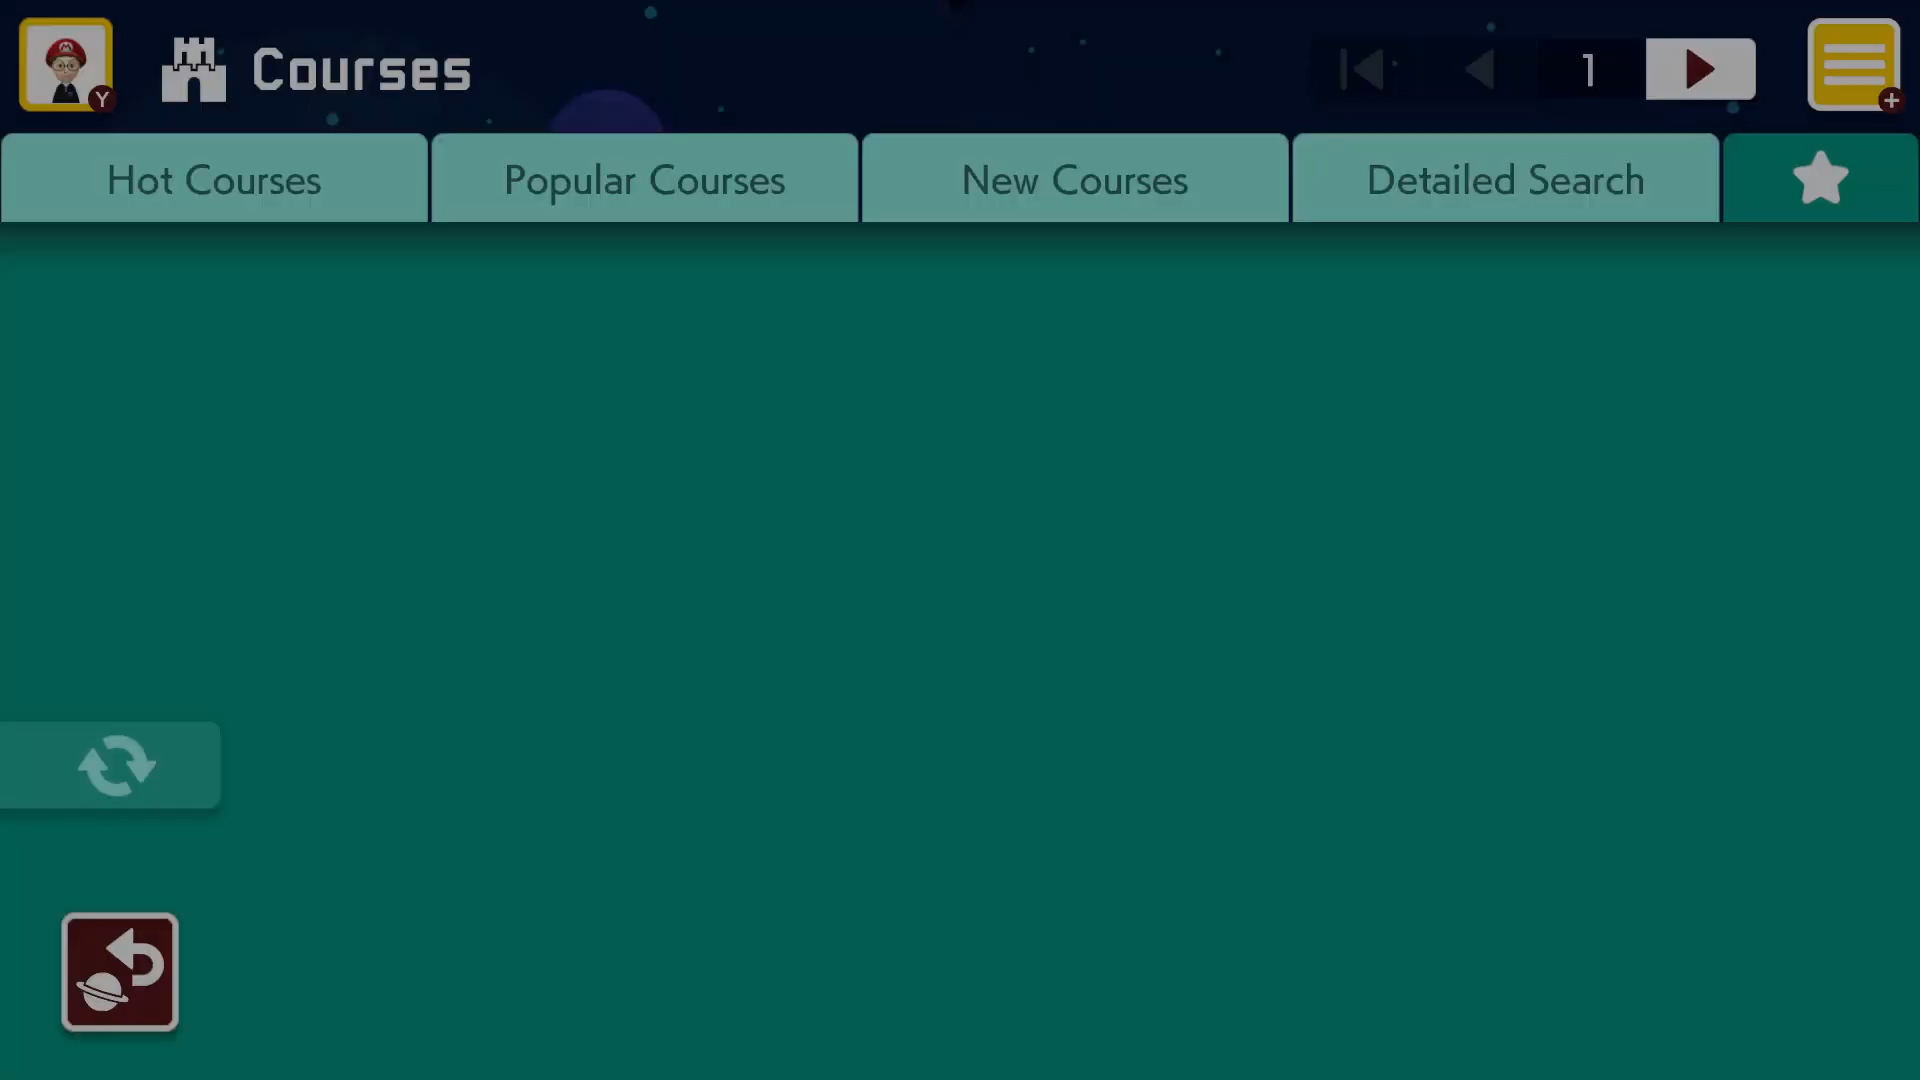 Courses
1
Hot Courses
Popular Courses
New Courses
Detailed Search
Y
+